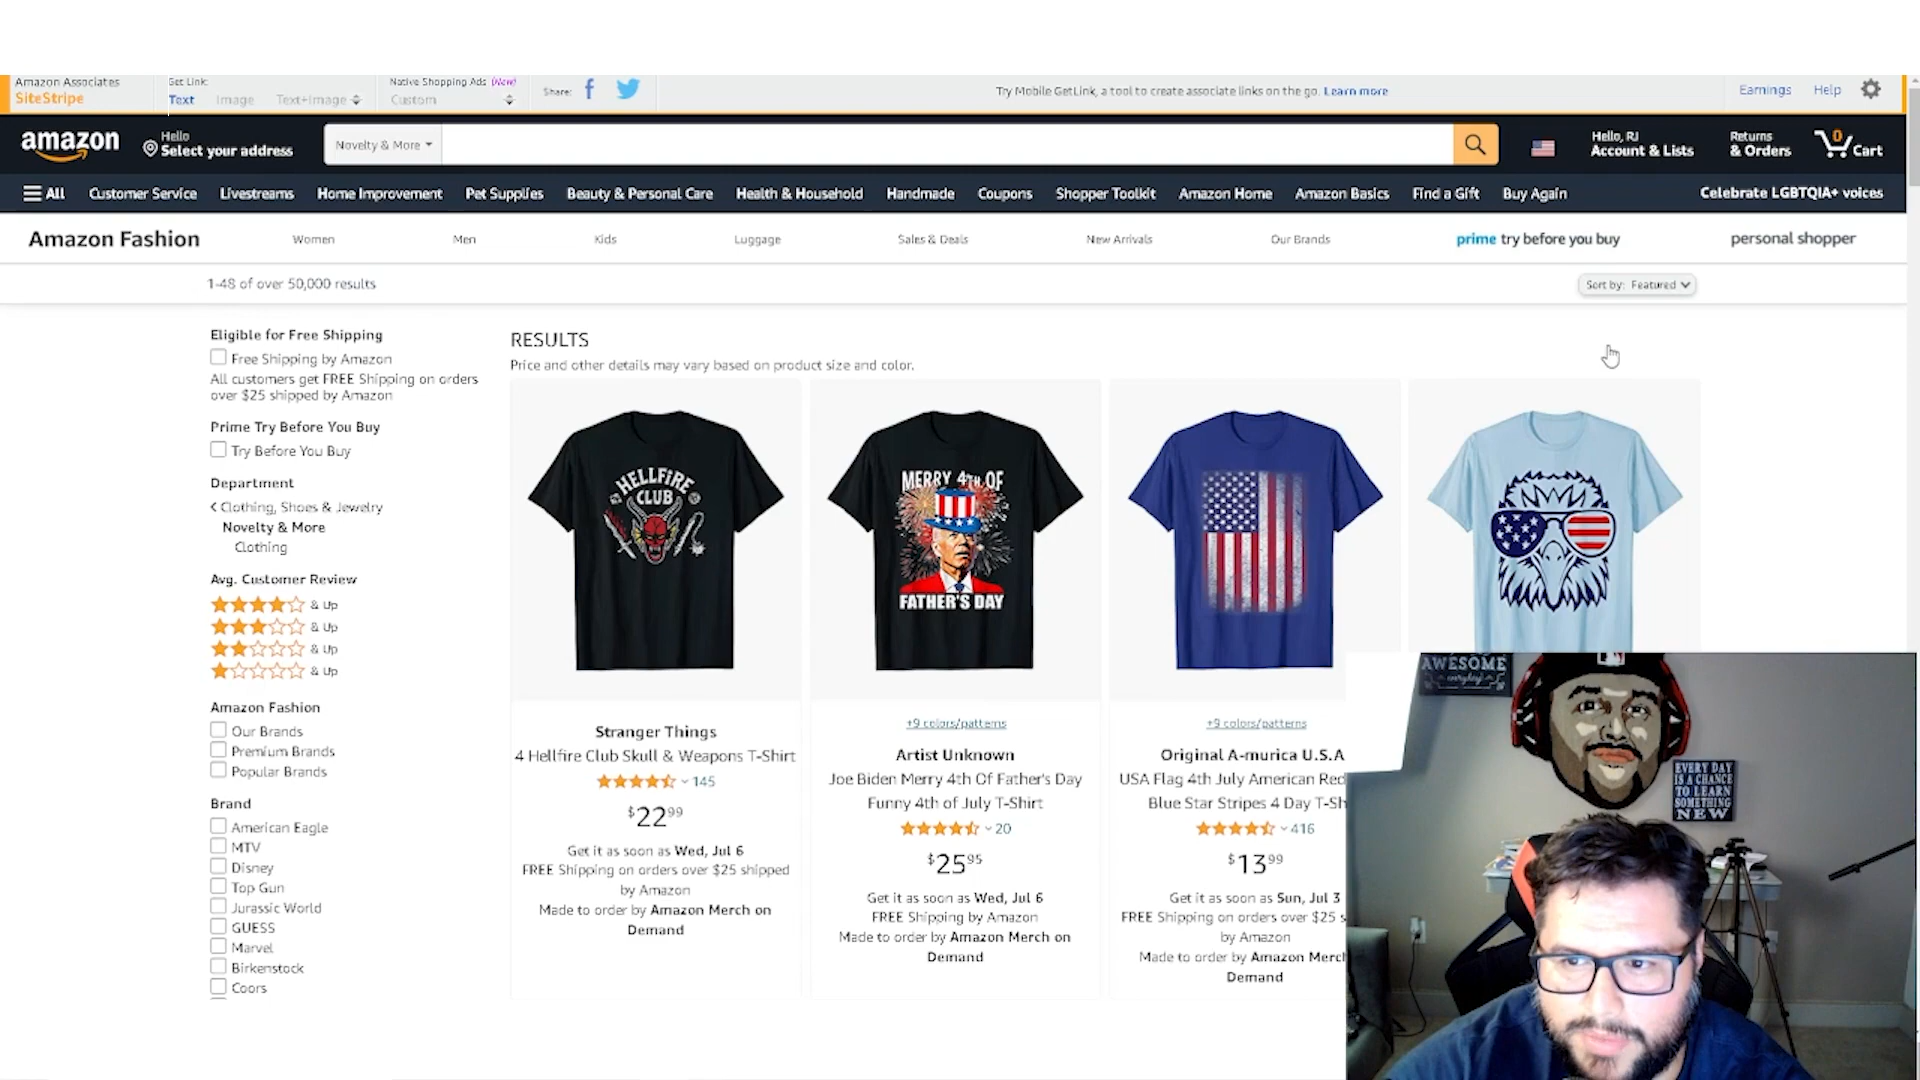 Amazon Associates
SiteStripe
Get Link:
Text Image Text+Image
Native Shopping Ads (New)
Custom
Share:
Try Mobile GetLink, a tool to create associate links on the go. Learn more
Earnings Help
amazon
Hello
Select your address
Novelty & More
Hello, RJ
Account & Lists
Returns
& Orders
0
Cart
All Customer Service Livestreams Home Improvement Pet Supplies Beauty & Personal Care Health & Household Handmade Coupons Shopper Toolkit Amazon Home Amazon Basics Find a Gift Buy Again Celebrate LGBTQIA+ voices
Amazon Fashion Women Men Kids Luggage Sales & Deals New Arrivals Our Brands prime try before you buy personal shopper
1-48 of over 50,000 results
Sort by: Featured
Eligible for Free Shipping
Free Shipping by Amazon
All customers get FREE Shipping on orders
over $25 shipped by Amazon
Prime Try Before You Buy
Try Before You Buy
Department
Clothing, Shoes & Jewelry
Novelty & More
Clothing
Avg. Customer Review
& Up
& Up
& Up
& Up
Amazon Fashion
Our Brands
Premium Brands
Popular Brands
Brand
American Eagle
MTV
Disney
Top Gun
Jurassic World
GUESS
Marvel
Birkenstock
Coors
RESULTS
Price and other details may vary based on product size and color.
HELLFIRE
CLUB
Stranger Things
4 Hellfire Club Skull & Weapons T-Shirt
145
$22 99
Get it as soon as Wed, Jul 6
FREE Shipping on orders over $25 shipped
by Amazon
Made to order by Amazon Merch on
Demand
MERRY 4TH OF
FATHER'S DAY
+9 colors/patterns
Artist Unknown
Joe Biden Merry 4th Of Father's Day
Funny 4th of July T-Shirt
20
$25 95
Get it as soon as Wed, Jul 6
FREE Shipping by Amazon
Made to order by Amazon Merch on
Demand
+9 colors/patterns
Original A-murica U.S.A
USA Flag 4th July American Red
Blue Star Stripes 4 Day T-Sh
416
$13 99
Get it as soon as Sun, Jul 3
FREE Shipping on orders over $25 s
by Amazon
Made to order by Amazon Merch
Demand
AWESOME
everyday
EVERY DAY
IS A CHANCE
TO LEARN
SOMETHING
NEW